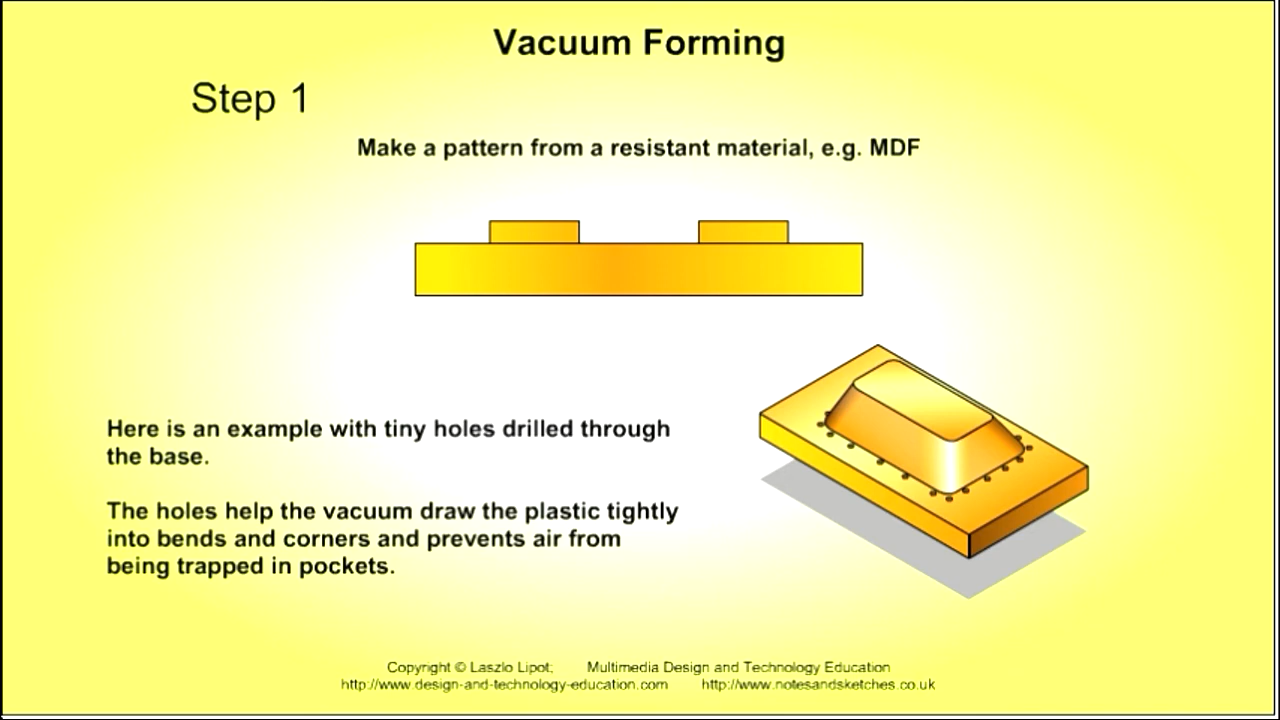 Vacuum Forming
Step 1
Make a pattern from a resistant material, e.g. MDF
Here is an example with tiny holes drilled through
the base.
The holes help the vacuum draw the plastic tightly
into bends and corners and prevents air from
being trapped in pockets.
Copyright © Laszlo Lipot; Multimedia Design and Technology Education
http://www.design-and-technology-education.com http://www.notesandsketches.co.uk